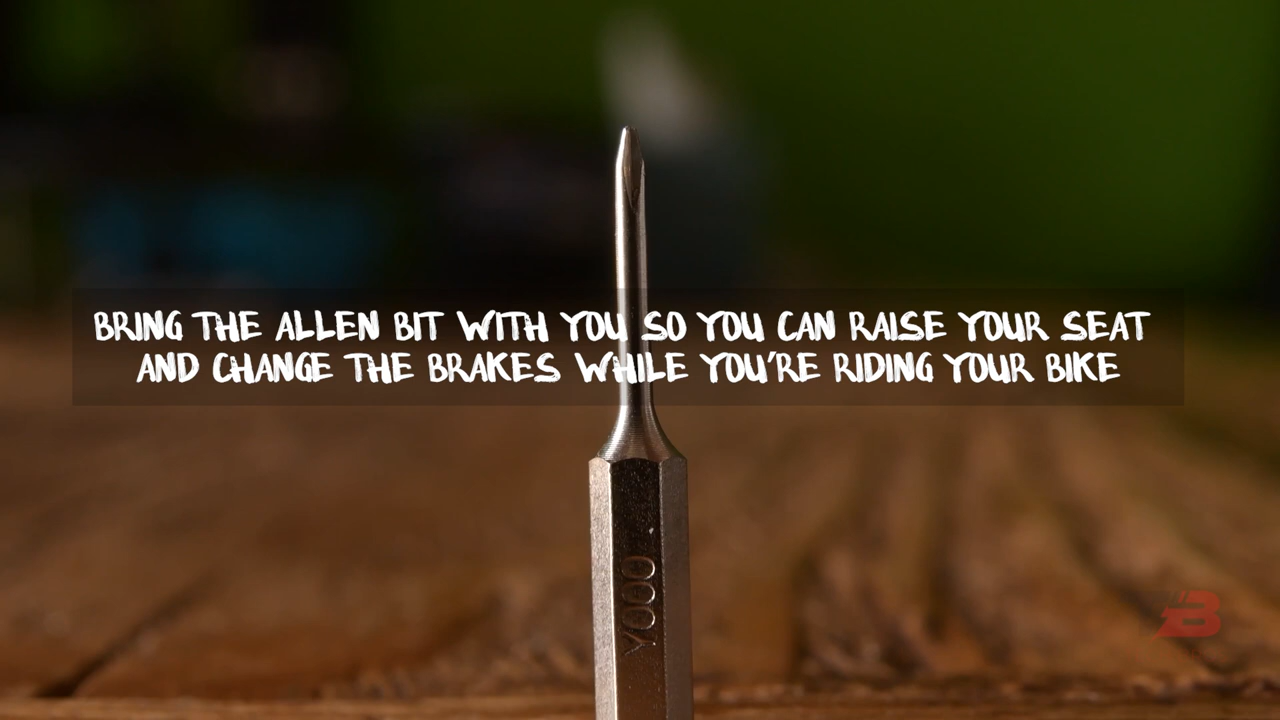 BRING THE ALLEN BIT WITH YOU SO YOU CAN RAISE YOUR SEAT
AND CHANGE THE BRAKES WHILE YOU'RE RIDING YOUR BIKE
Y000
B